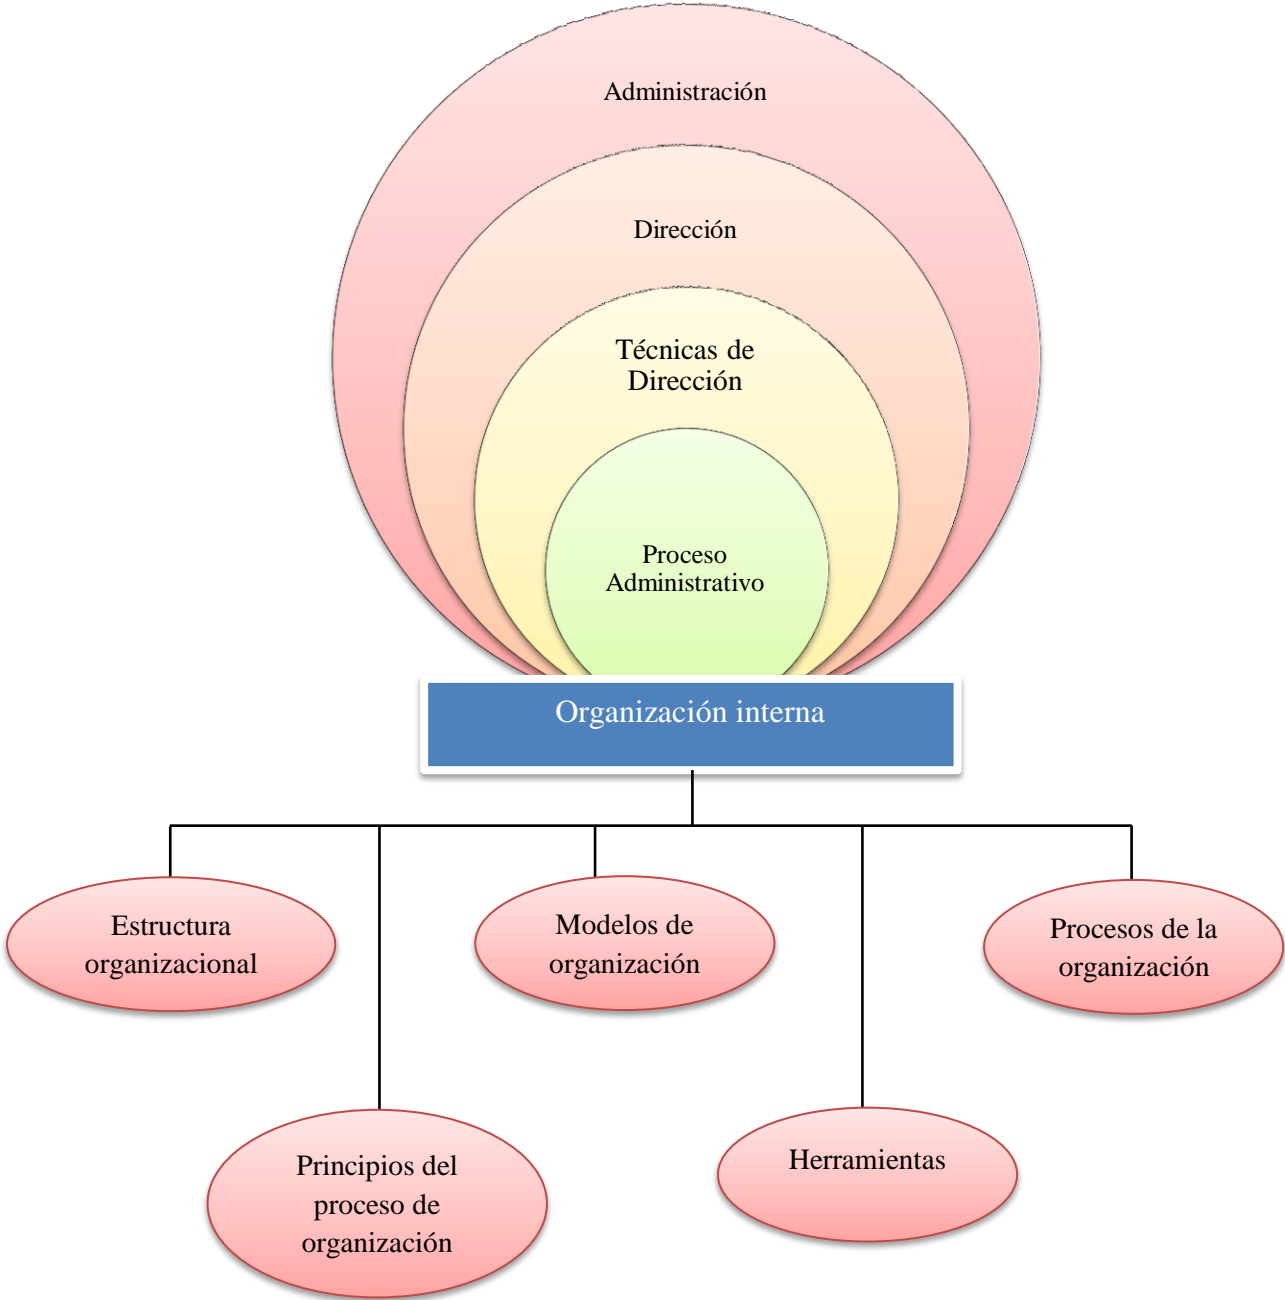 Administración
Dirección
Técnicas de
Dirección
Proceso
Administrativo
Organización interna
Estructura
organizacional
Modelos de
organización
Procesos de la
organización
Principios del
proceso de
organización
Herramientas